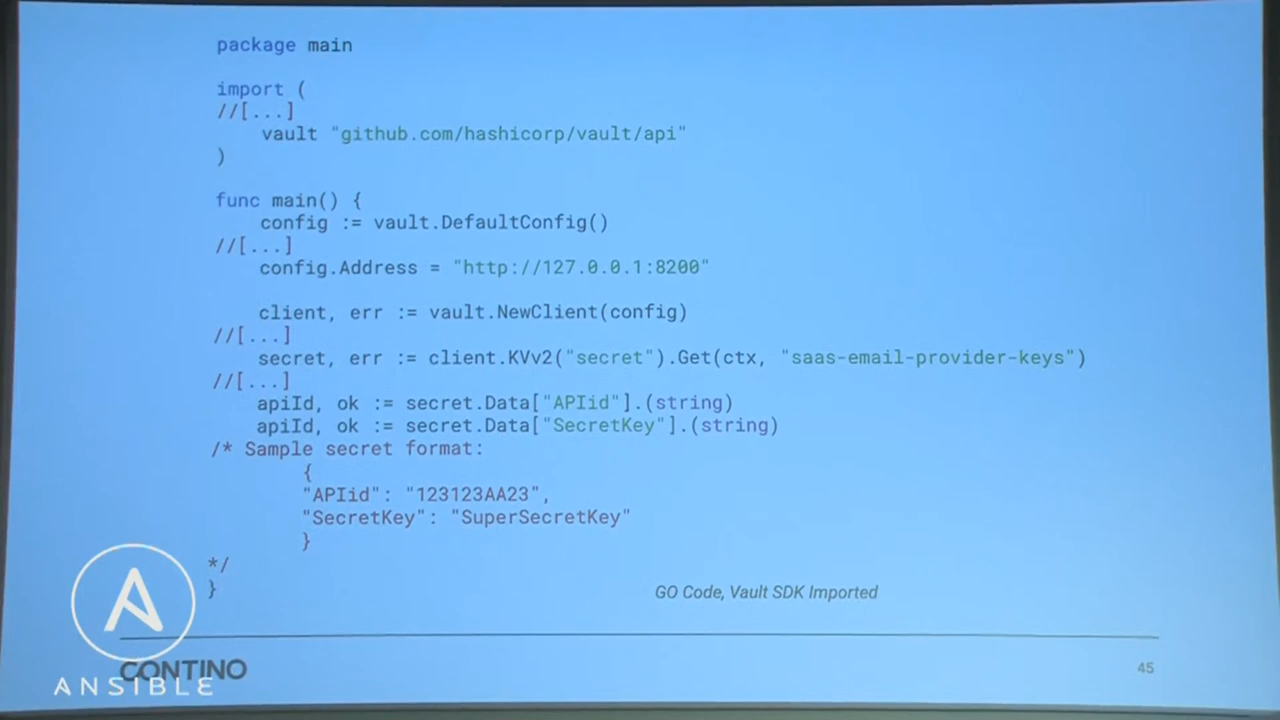 package main
import (
//[...]
vault "github.com/hashicorp/vault/api"
)
func main() {
config := vault.DefaultConfig()
//[...]
config.Address = "http://127.0.0.1:8200"
client, err := vault.NewClient(config)
//[...]
secret, err := client.KVv2("secret").Get(ctx, "saas-email-provider-keys")
//[...]
apiId, ok := secret.Data["APIid"].(string)
apiId, ok := secret.Data["SecretKey"].(string)
/* Sample secret format:
{
"APIid": "123123AA23",
"SecretKey": "SuperSecretKey"
}
*/
}
GO Code, Vault SDK Imported
CONTINO
45
ANSIBLE